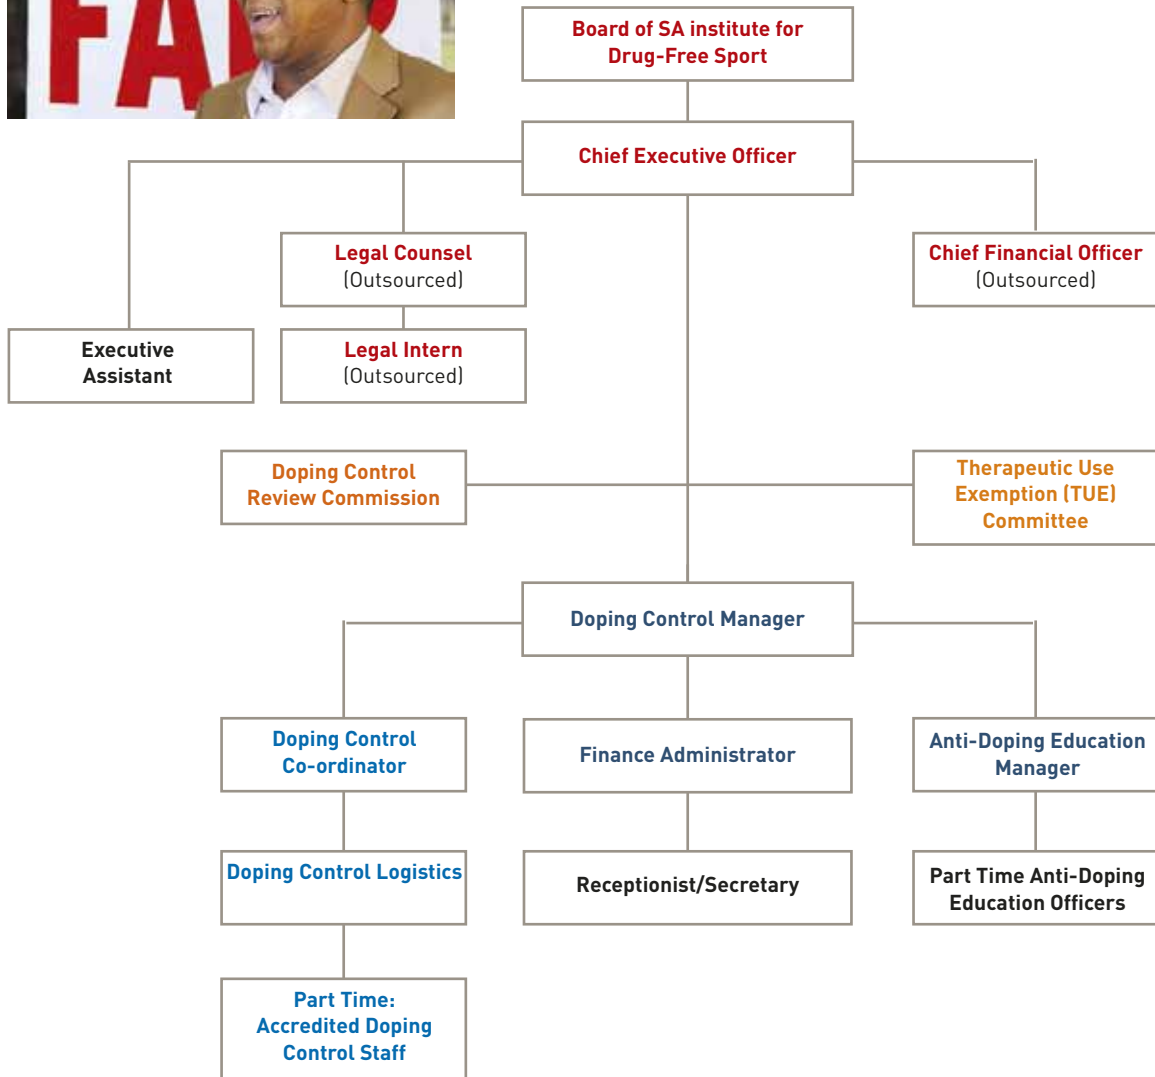 Board of SA institute for
Drug-Free Sport
Chief Executive Officer
Legal Counsel
(Outsourced)
Chief Financial Officer
(Outsourced)
Executive
Assistant
Legal Intern
(Outsourced)
Doping Control
Review Commission
Therapeutic Use
Exemption (TUE)
Committee
Doping Control Manager
Doping Control
Co-ordinator
Finance Administrator
Anti-Doping Education
Manager
Doping Control Logistics
Receptionist/Secretary
Part Time Anti-Doping
Education Officers
Part Time:
Accredited Doping
Control Staff